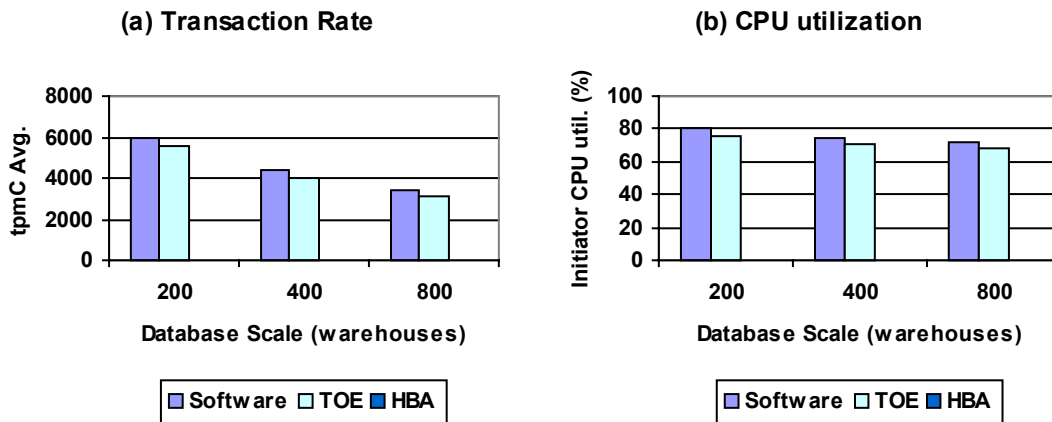 (a) Transaction Rate
tpmC Avg.
8000
6000
4000
2000
0
200 400 800
Database Scale (warehouses)
Software TOE HBA
(b) CPU utilization
Initiator CPU util. (%)
100
80
60
40
20
0
200 400 800
Database Scale (warehouses)
Software TOE HBA